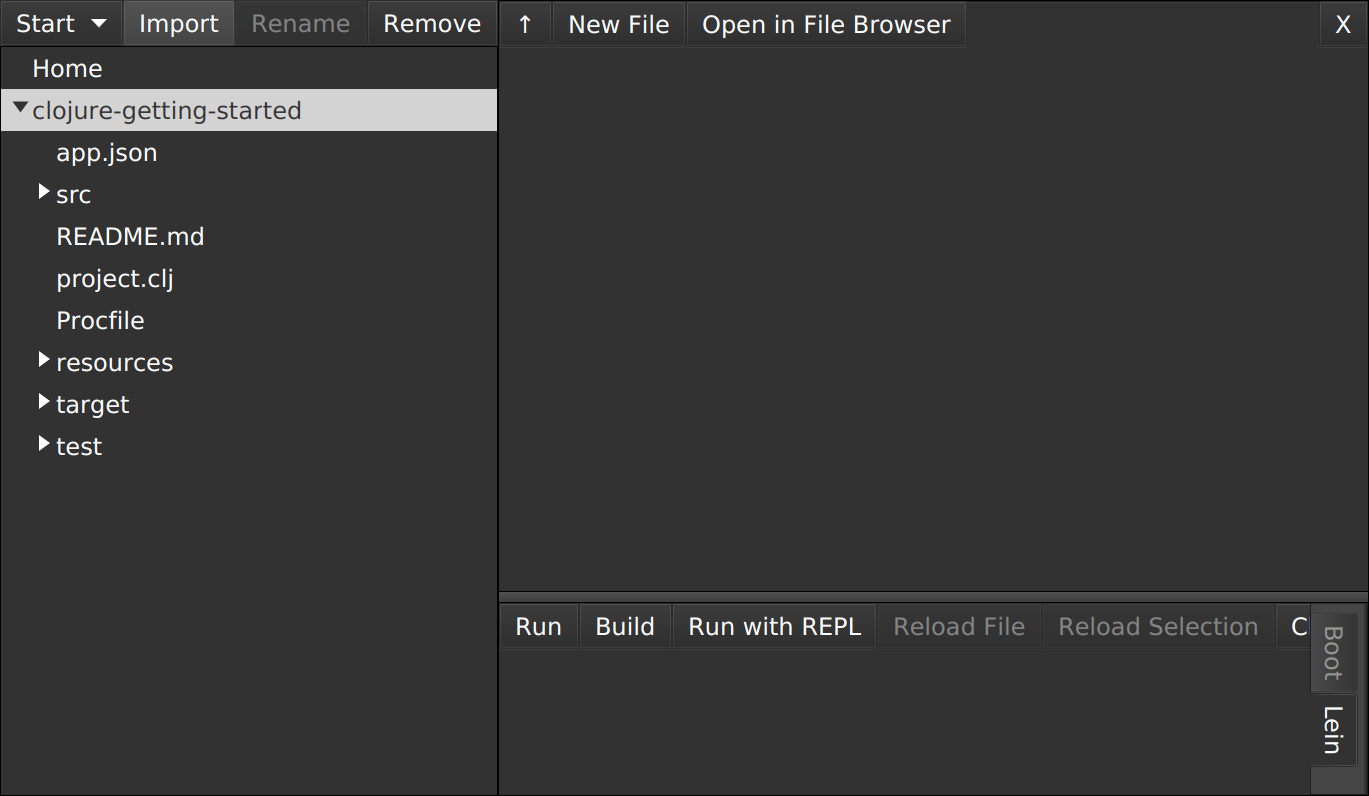 Start Import Rename Remove ↑ New File Open in File Browser X
Home
clojure-getting-started
app.json
src
README.md
project.clj
Procfile
resources
target
test
Run Build Run with REPL Reload File Reload Selection C
Boot
Lein